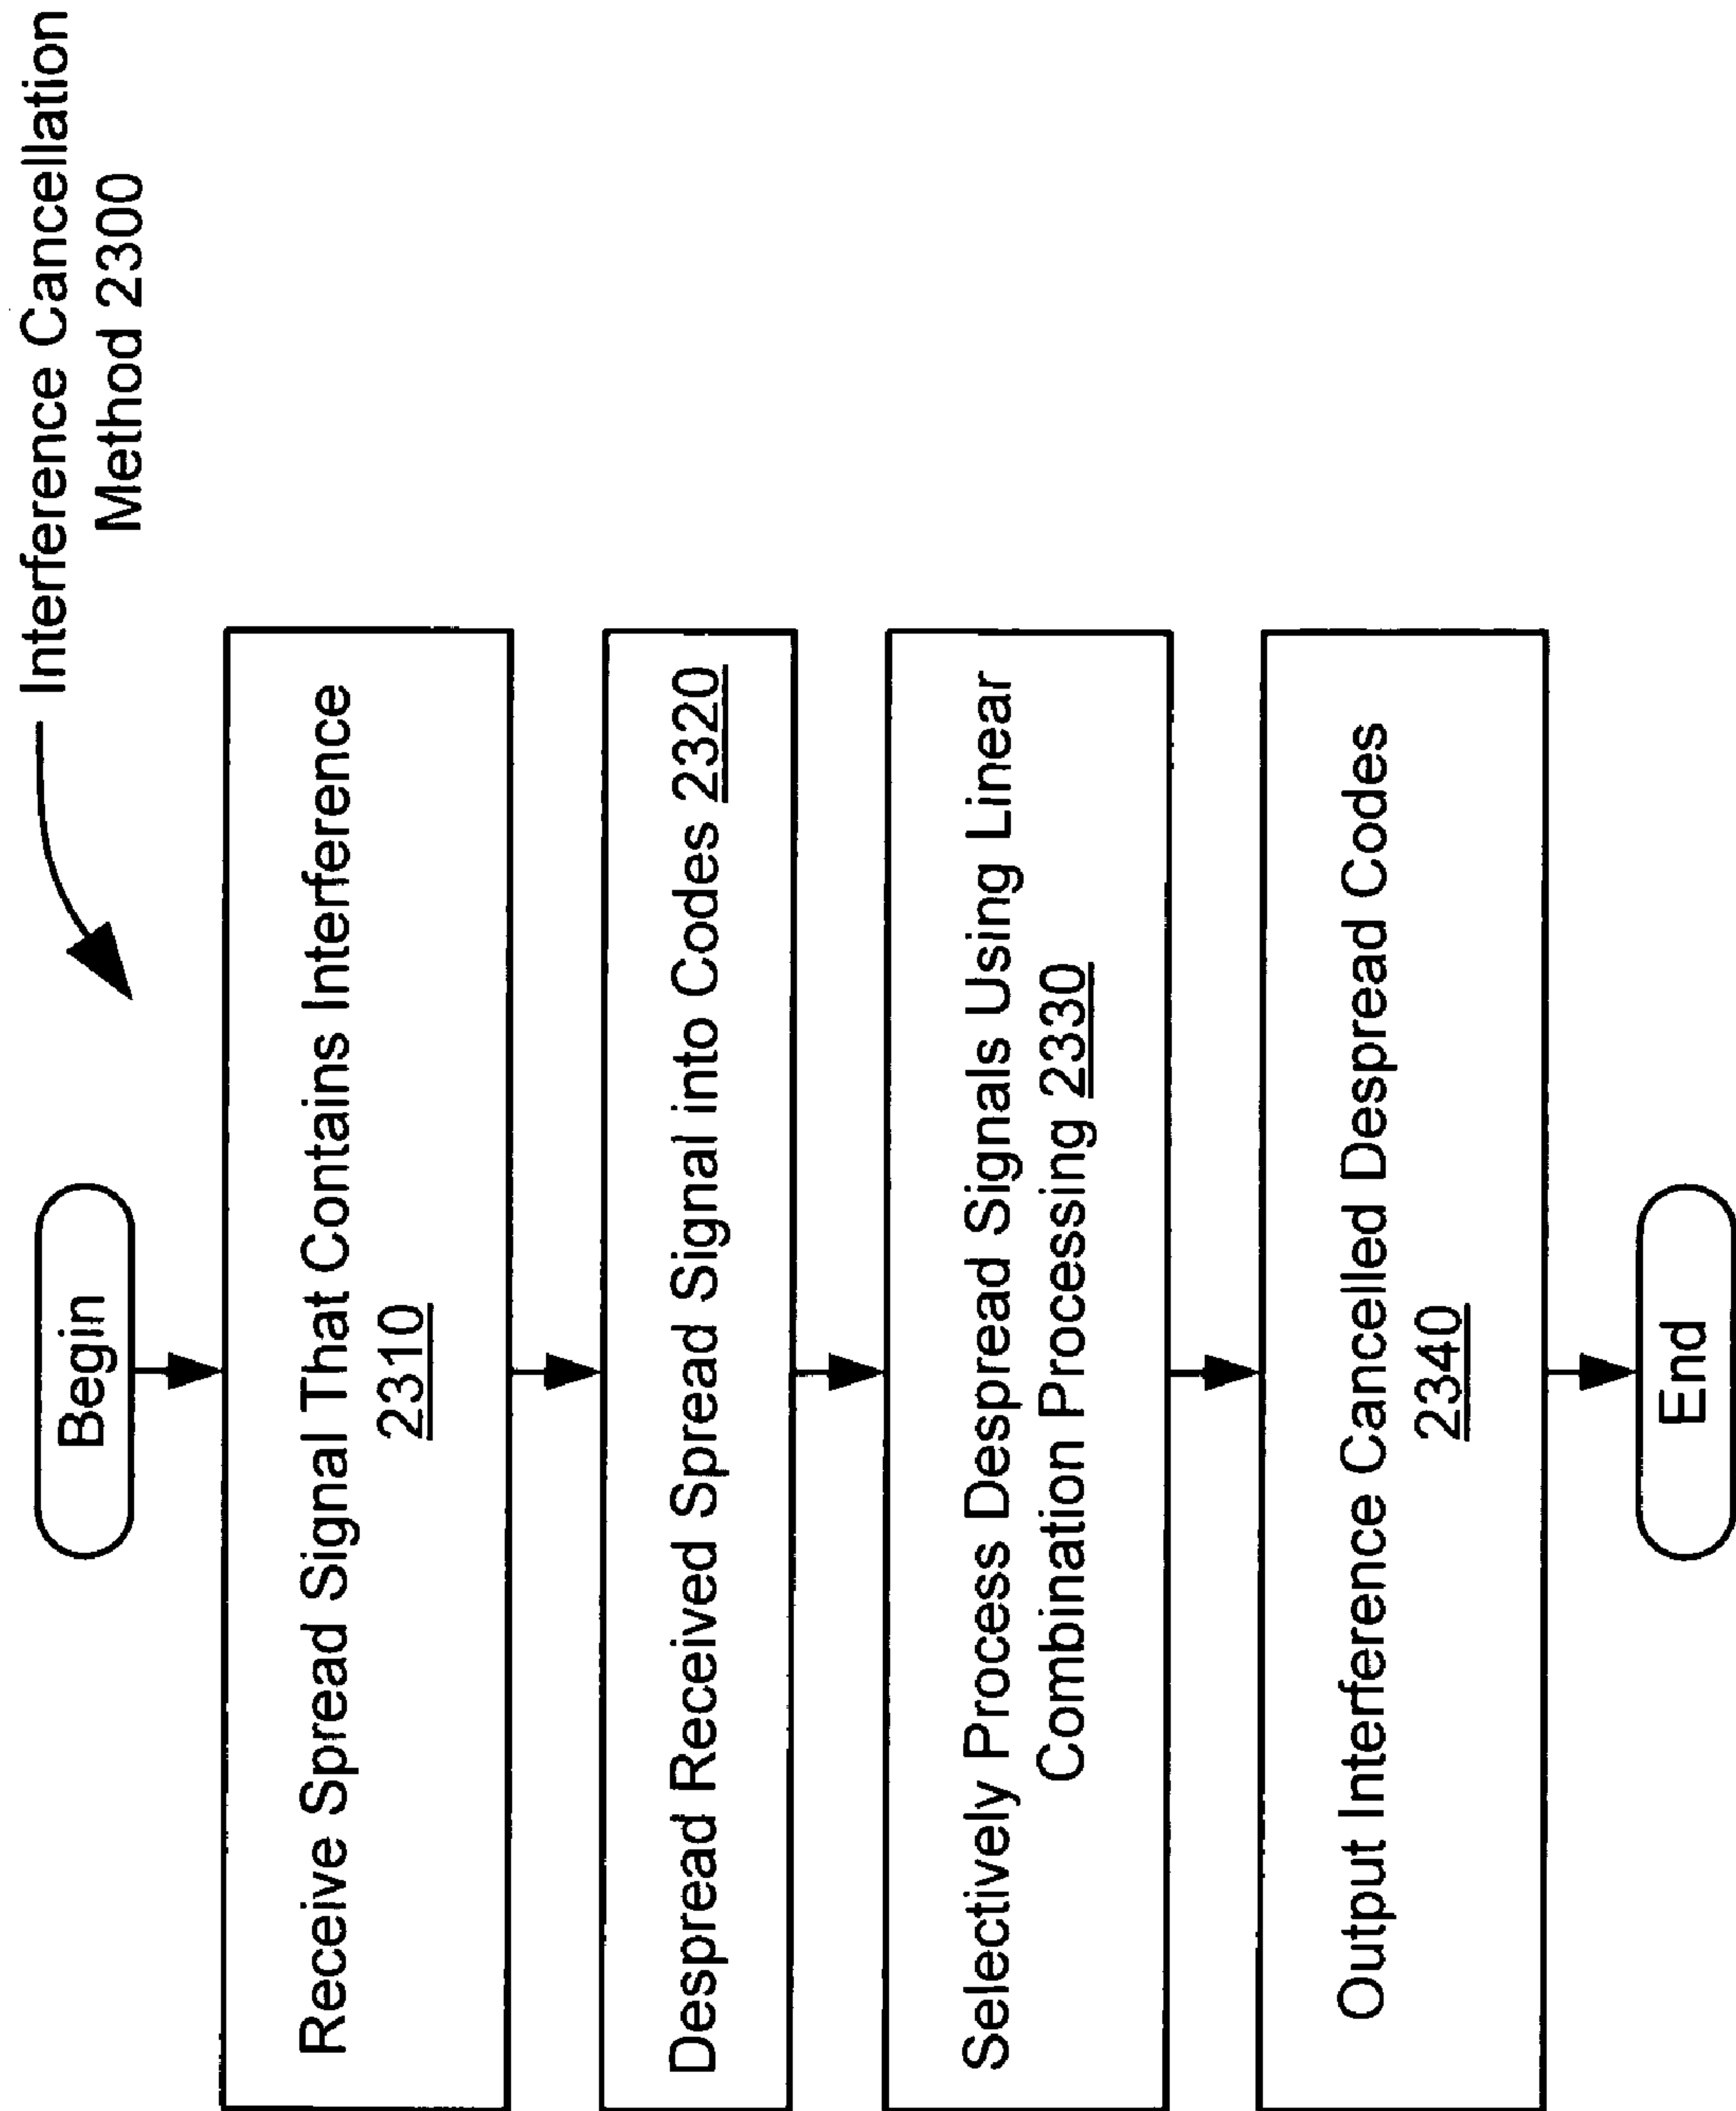 Interference Cancellation
Method 2300
Begin
Receive Spread Signal That Contains Interference
2310
Despread Received Spread Signal into Codes 2320
Selectively Process Despread Signals Using Linear
Combination Processing 2330
Output Interference Cancelled Despread Codes
2340
End